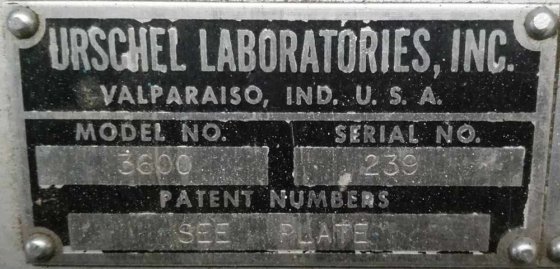 URSCHEL LABORATORIES, INC.
VALPARAISO, IND. U. S. A.
MODEL NO. SERIAL NO.
3600 239
PATENT NUMBERS
SEE PLATE